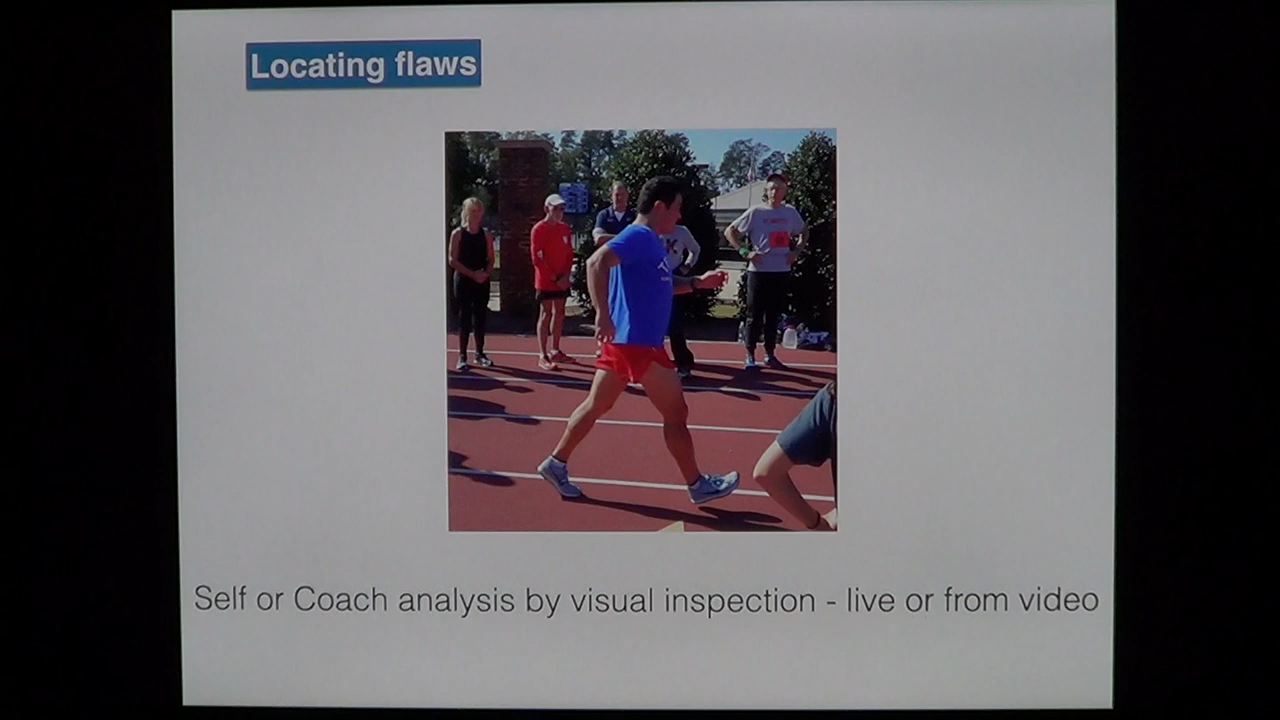 Locating flaws
Self or Coach analysis by visual inspection - live or from video